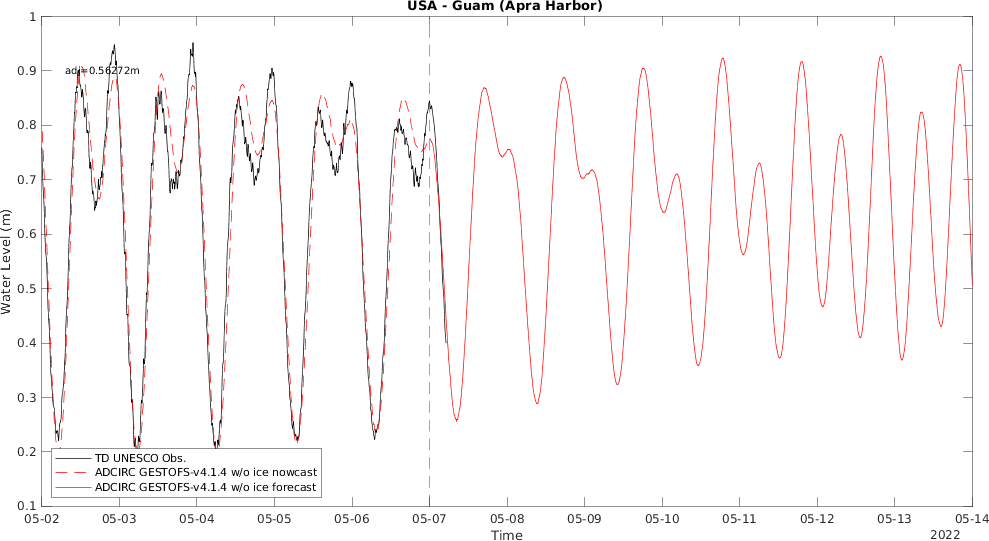 USA - Guam (Apra Harbor)
1
0.9
0.8
0.7
0.6
0.5
0.4
0.3
0.2
0.1
Water Level (m)
adj=0.56272m
TD UNESCO Obs.
ADCIRC GESTOFS-v4.1.4 w/o ice nowcast
ADCIRC GESTOFS-v4.1.4 w/o ice forecast
05-02 05-03 05-04 05-05 05-06 05-07 05-08 05-09 05-10 05-11 05-12 05-13 05-14
Time
2022